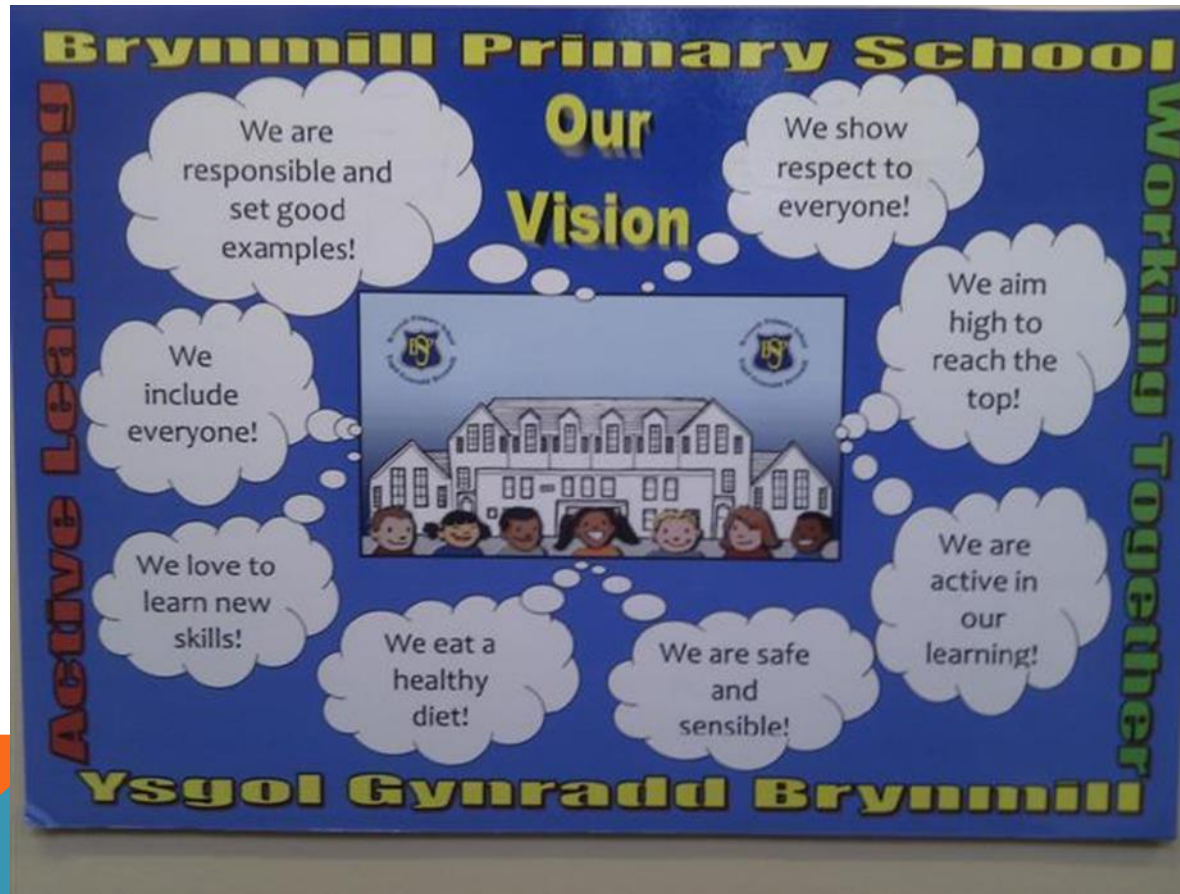 Brynmill Primary School
Our
Vision
Active Learning
Working Together
We are
responsible and
set good
examples!
We show
respect to
everyone!
We aim
high to
reach the
top!
We
include
everyone!
We are
active in
our
learning!
We love to
learn new
skills!
We eat a
healthy
diet!
We are safe
and
sensible!
Ysgol Gynradd Brynmill